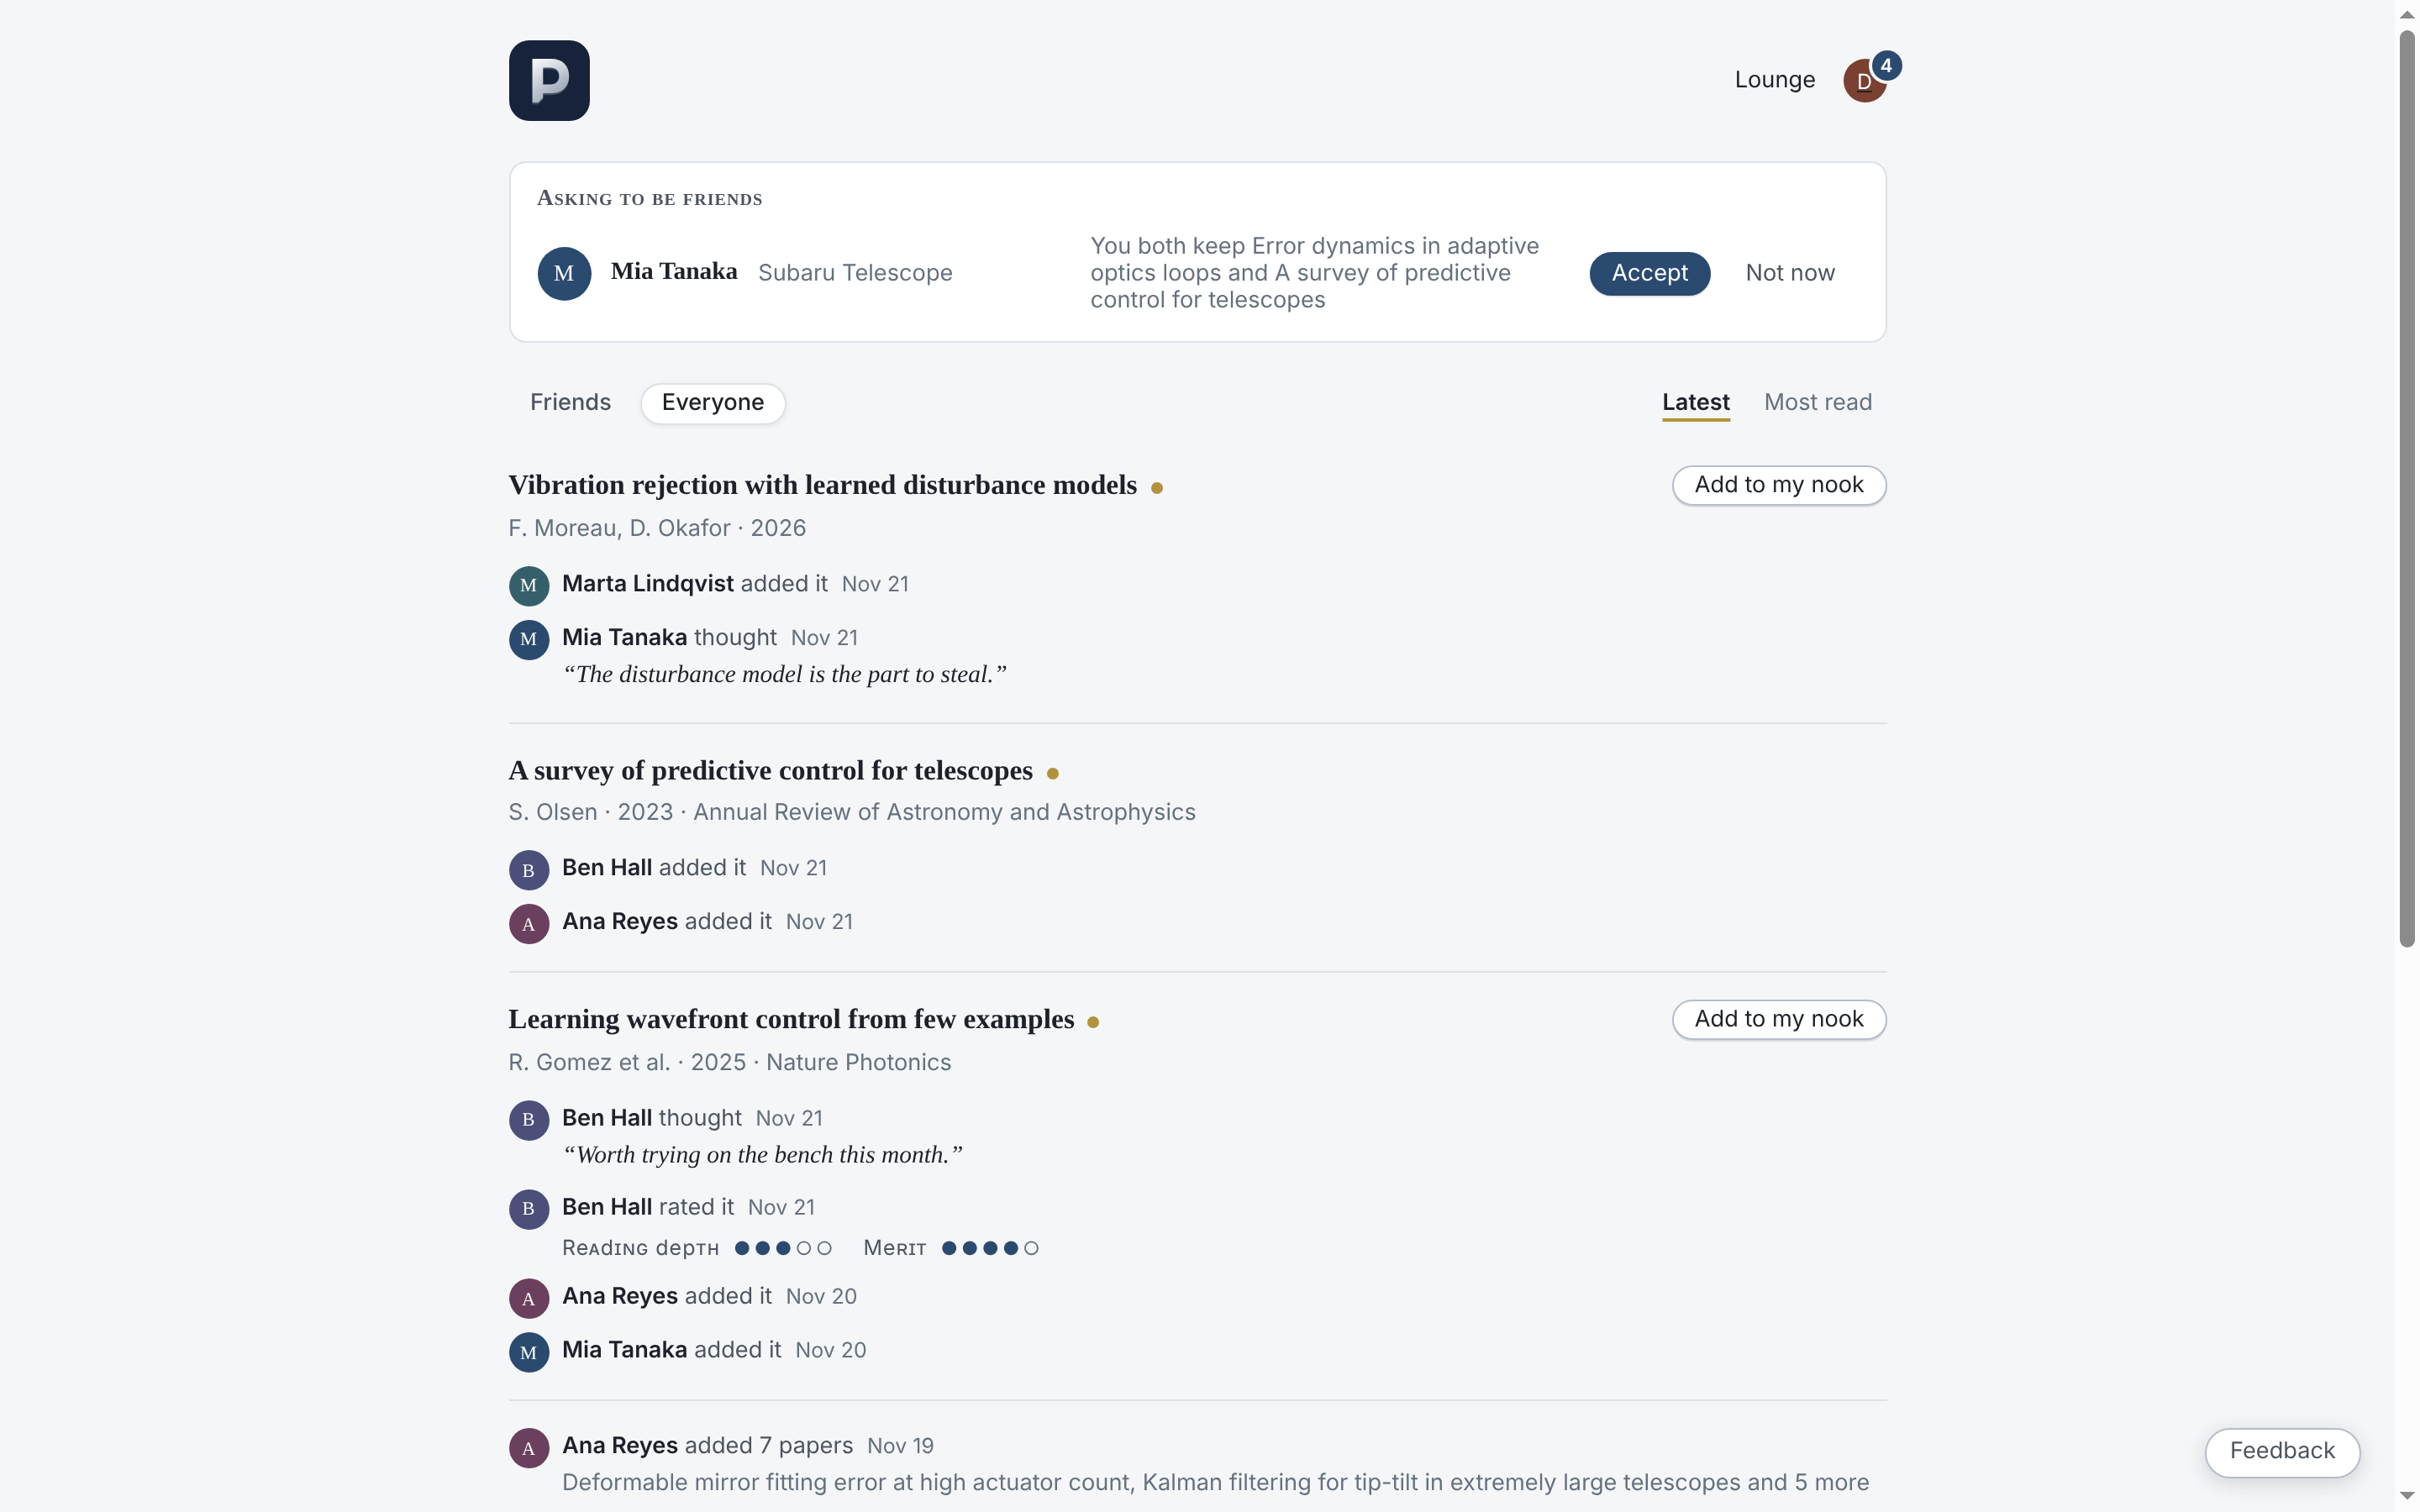 P
Lounge
D
4
Asking to be friends
M
Mia Tanaka
Subaru Telescope
You both keep Error dynamics in adaptive
optics loops and A survey of predictive
control for telescopes
Accept
Not now
Friends
Everyone
Latest
Most read
Vibration rejection with learned disturbance models
Add to my nook
F. Moreau, D. Okafor · 2026
M
Marta Lindqvist added it Nov 21
M
Mia Tanaka thought Nov 21
“The disturbance model is the part to steal.”
A survey of predictive control for telescopes
S. Olsen · 2023 · Annual Review of Astronomy and Astrophysics
B
Ben Hall added it Nov 21
A
Ana Reyes added it Nov 21
Learning wavefront control from few examples
Add to my nook
R. Gomez et al. · 2025 · Nature Photonics
B
Ben Hall thought Nov 21
“Worth trying on the bench this month.”
B
Ben Hall rated it Nov 21
Reading depth
Merit
A
Ana Reyes added it Nov 20
M
Mia Tanaka added it Nov 20
A
Ana Reyes added 7 papers Nov 19
Deformable mirror fitting error at high actuator count, Kalman filtering for tip-tilt in extremely large telescopes and 5 more
Feedback